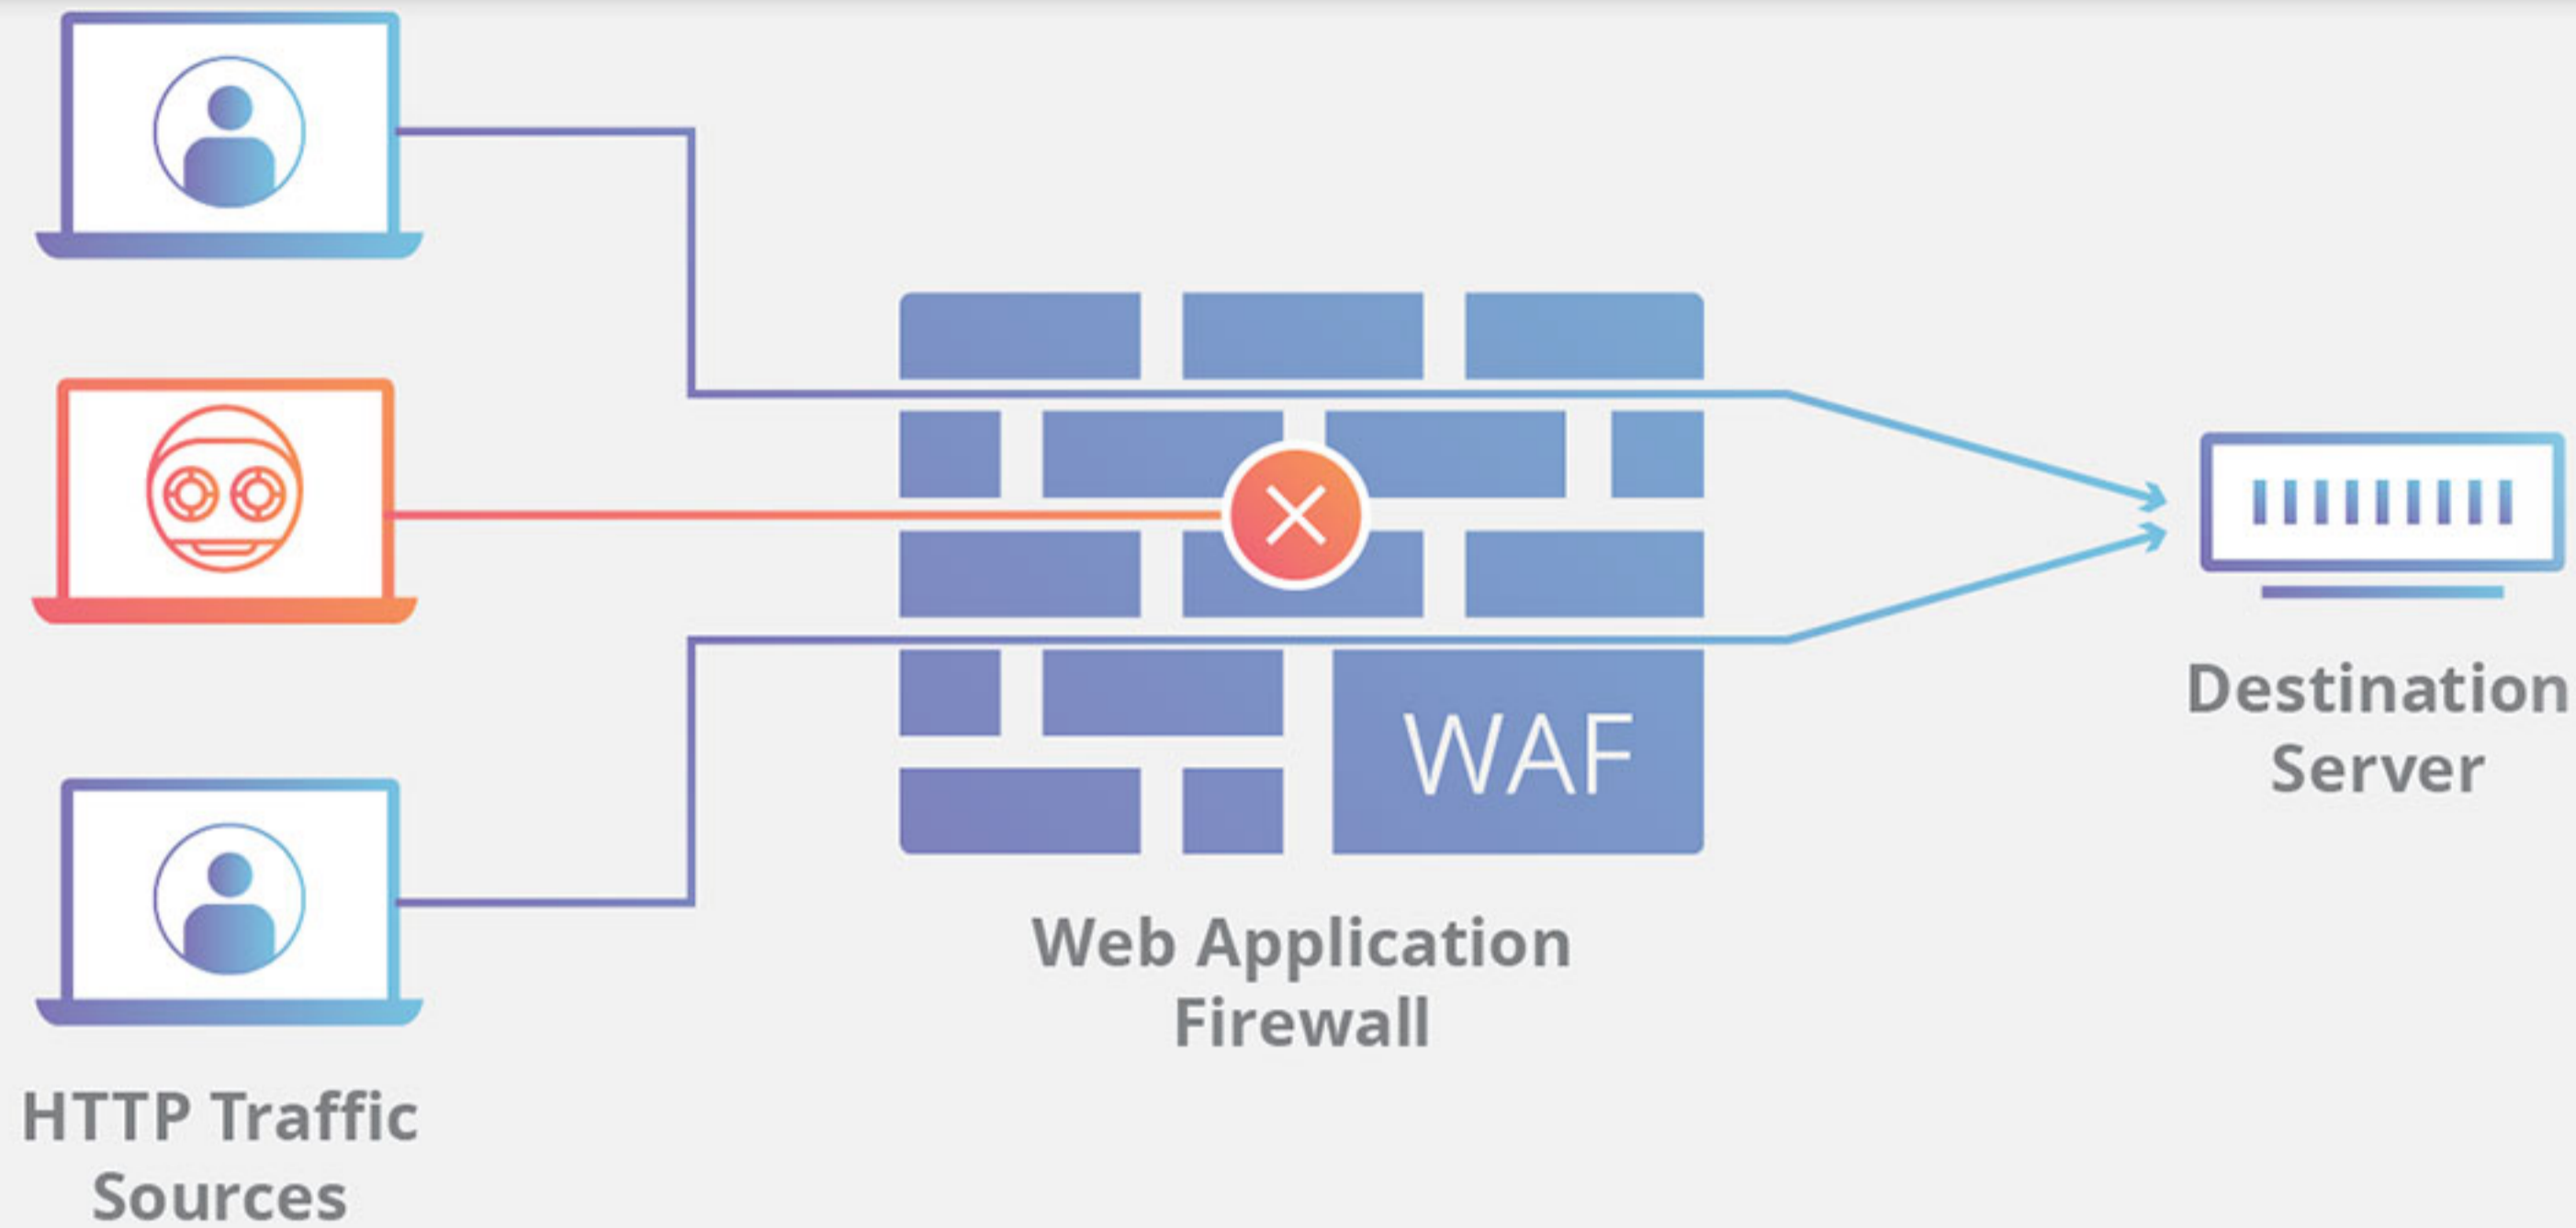 WAF
Destination
Server
Web Application
Firewall
HTTP Traffic
Sources